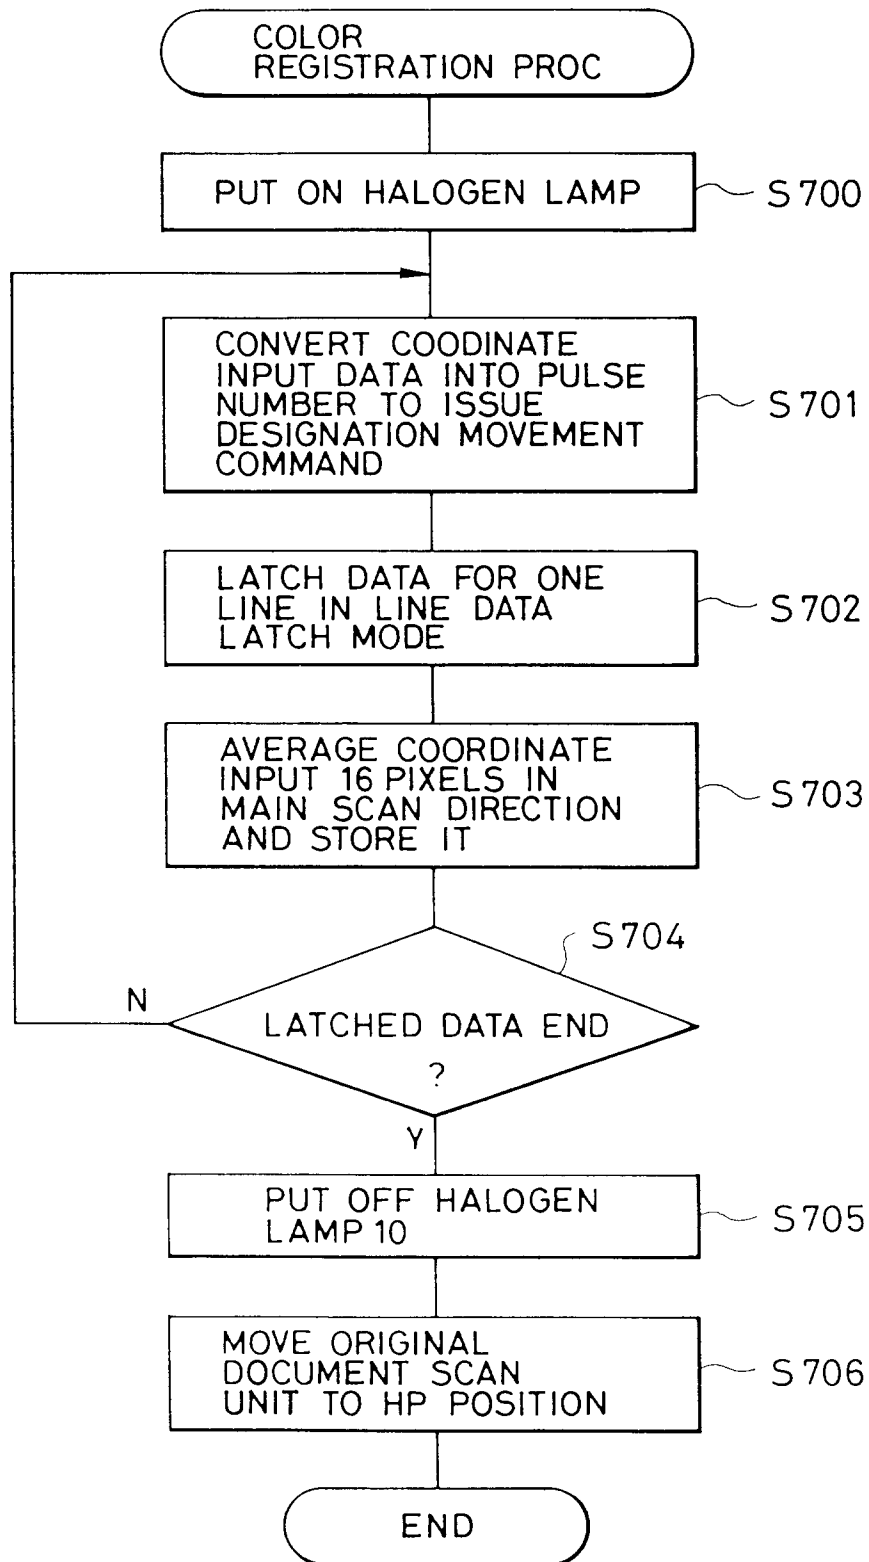 COLOR
REGISTRATION PROC
PUT ON HALOGEN LAMP
S700
CONVERT COODINATE
INPUT DATA INTO PULSE
NUMBER TO ISSUE
DESIGNATION MOVEMENT
COMMAND
S701
LATCH DATA FOR ONE
LINE IN LINE DATA
LATCH MODE
S702
AVERAGE COORDINATE
INPUT 16 PIXELS IN
MAIN SCAN DIRECTION
AND STORE IT
S703
S704
N
LATCHED DATA END
?
Y
PUT OFF HALOGEN
LAMP 10
S705
MOVE ORIGINAL
DOCUMENT SCAN
UNIT TO HP POSITION
S706
END